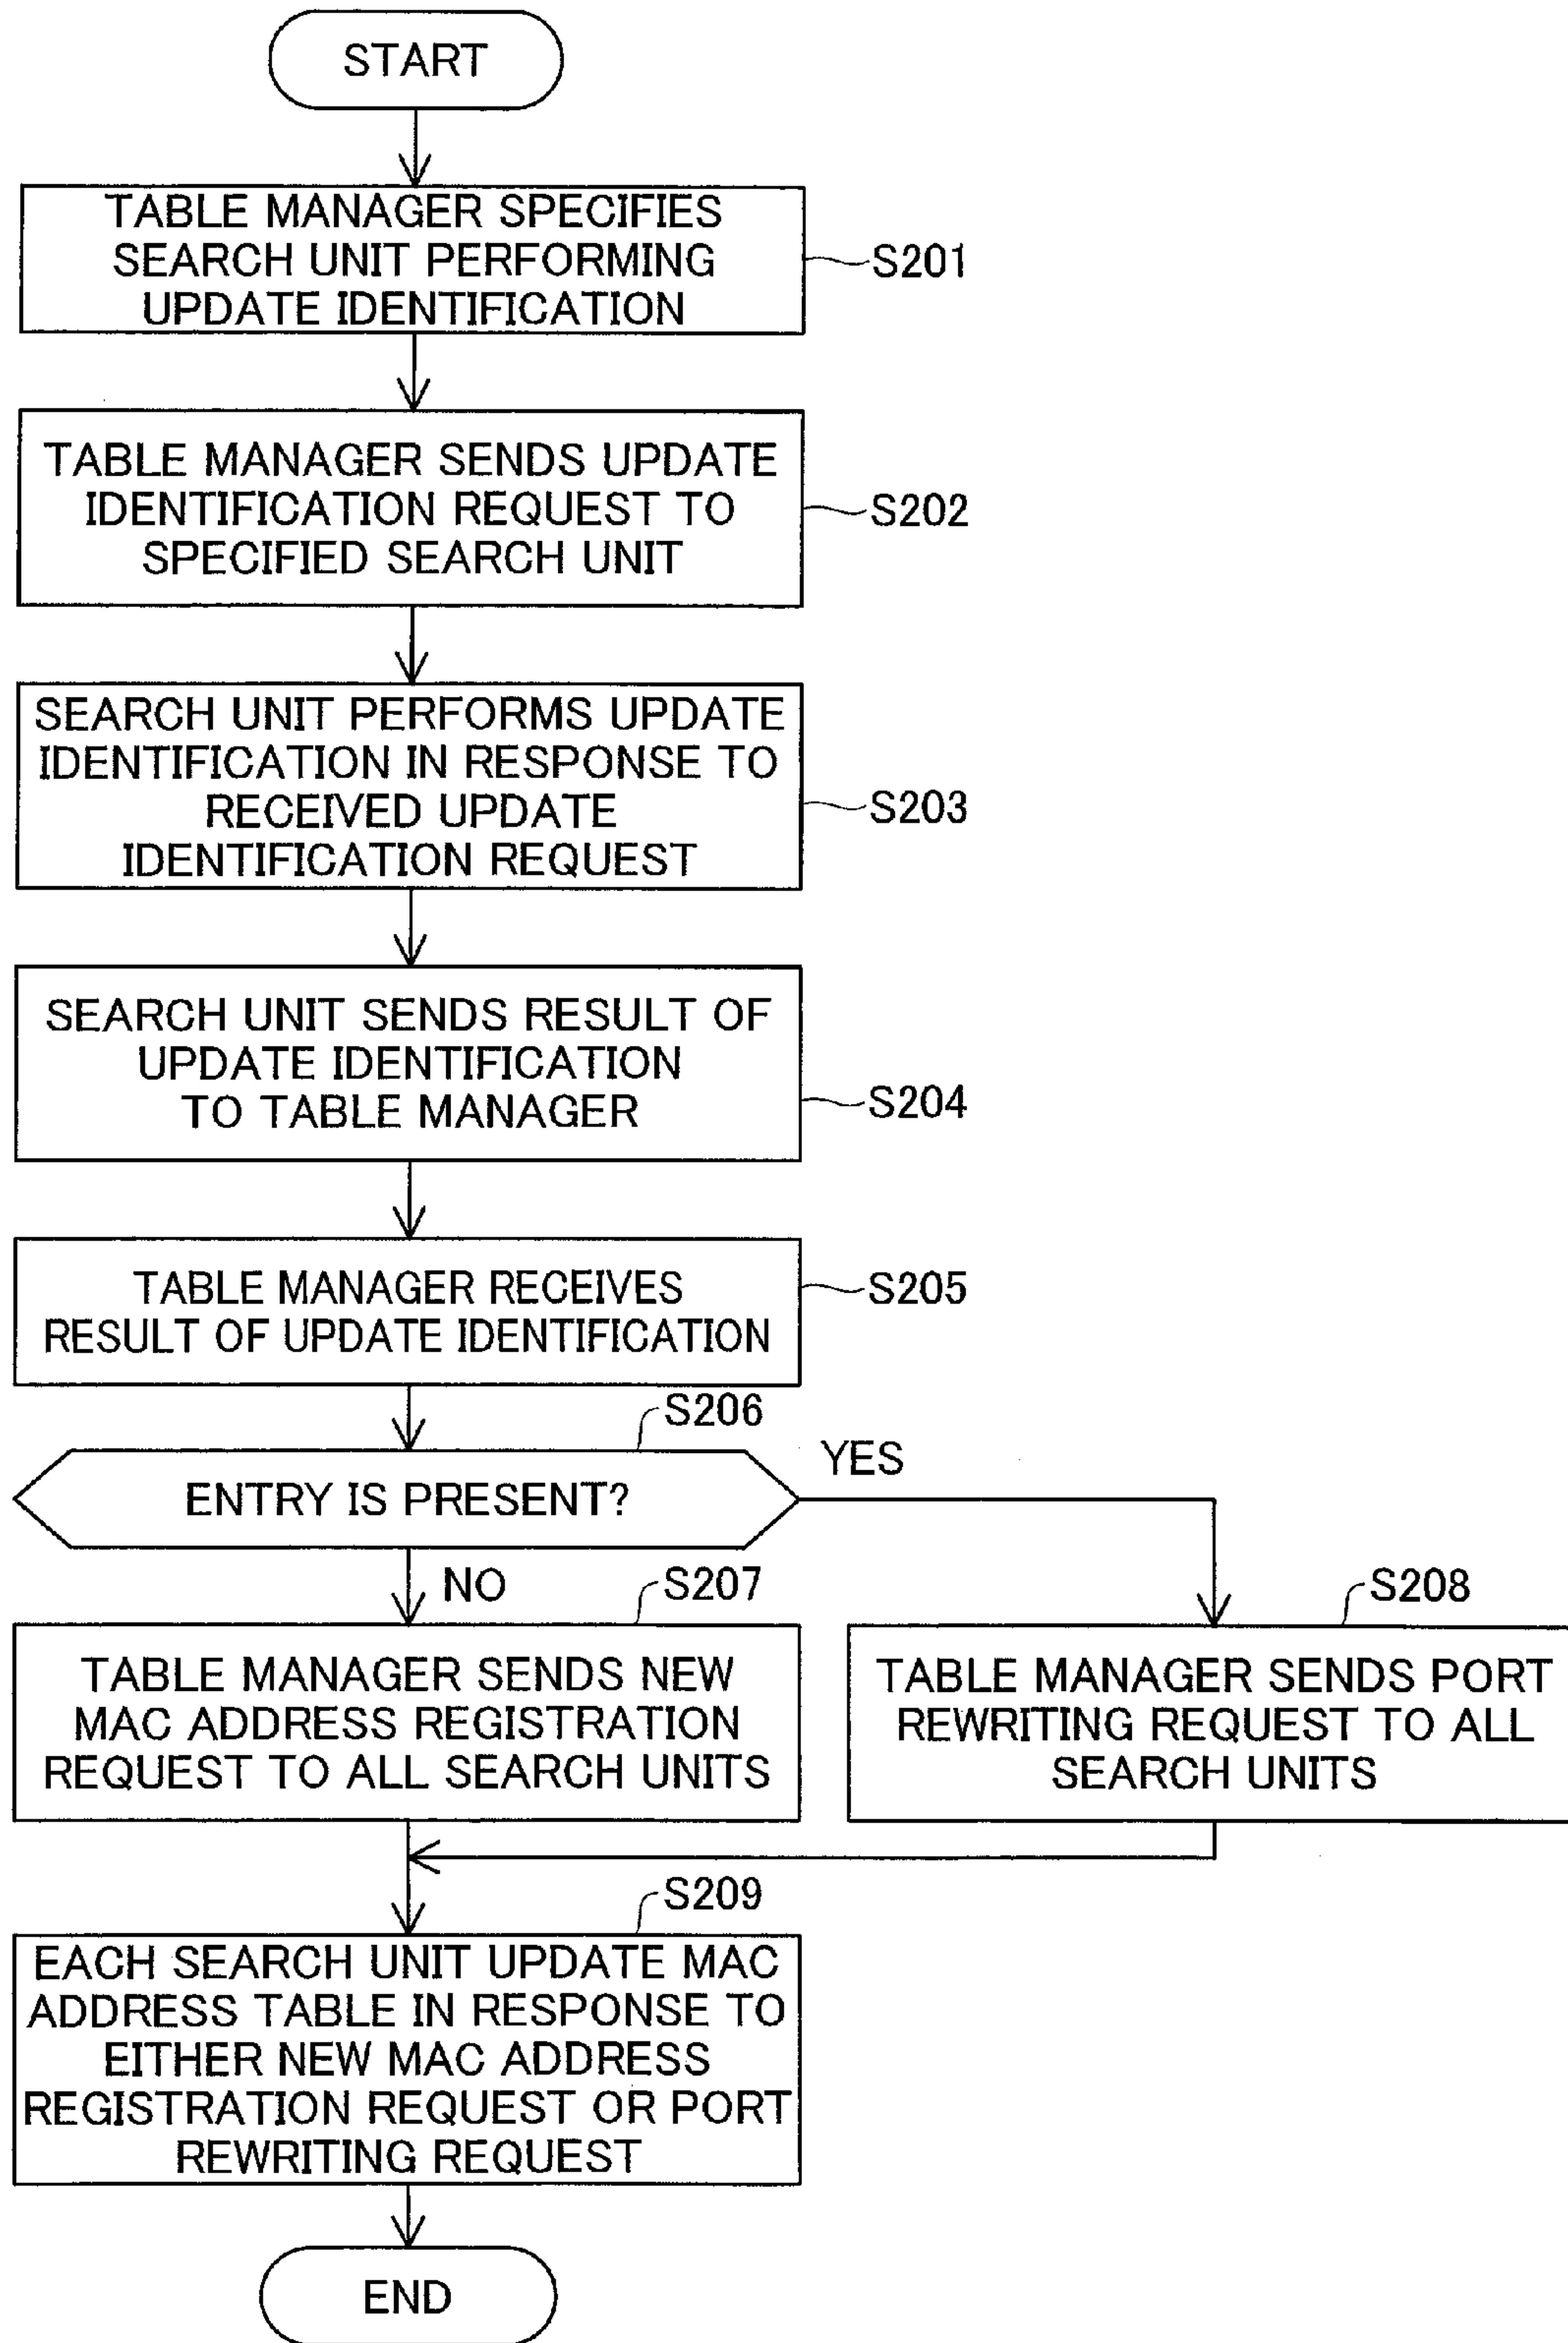 START
TABLE MANAGER SPECIFIES
SEARCH UNIT PERFORMING
UPDATE IDENTIFICATION
S201
TABLE MANAGER SENDS UPDATE
IDENTIFICATION REQUEST TO
SPECIFIED SEARCH UNIT
S202
SEARCH UNIT PERFORMS UPDATE
IDENTIFICATION IN RESPONSE TO
RECEIVED UPDATE
IDENTIFICATION REQUEST
S203
SEARCH UNIT SENDS RESULT OF
UPDATE IDENTIFICATION
TO TABLE MANAGER
S204
TABLE MANAGER RECEIVES
RESULT OF UPDATE IDENTIFICATION
S205
S206
ENTRY IS PRESENT?
YES
NO
S207
TABLE MANAGER SENDS NEW
MAC ADDRESS REGISTRATION
REQUEST TO ALL SEARCH UNITS
S208
TABLE MANAGER SENDS PORT
REWRITING REQUEST TO ALL
SEARCH UNITS
S209
EACH SEARCH UNIT UPDATE MAC
ADDRESS TABLE IN RESPONSE TO
EITHER NEW MAC ADDRESS
REGISTRATION REQUEST OR PORT
REWRITING REQUEST
END